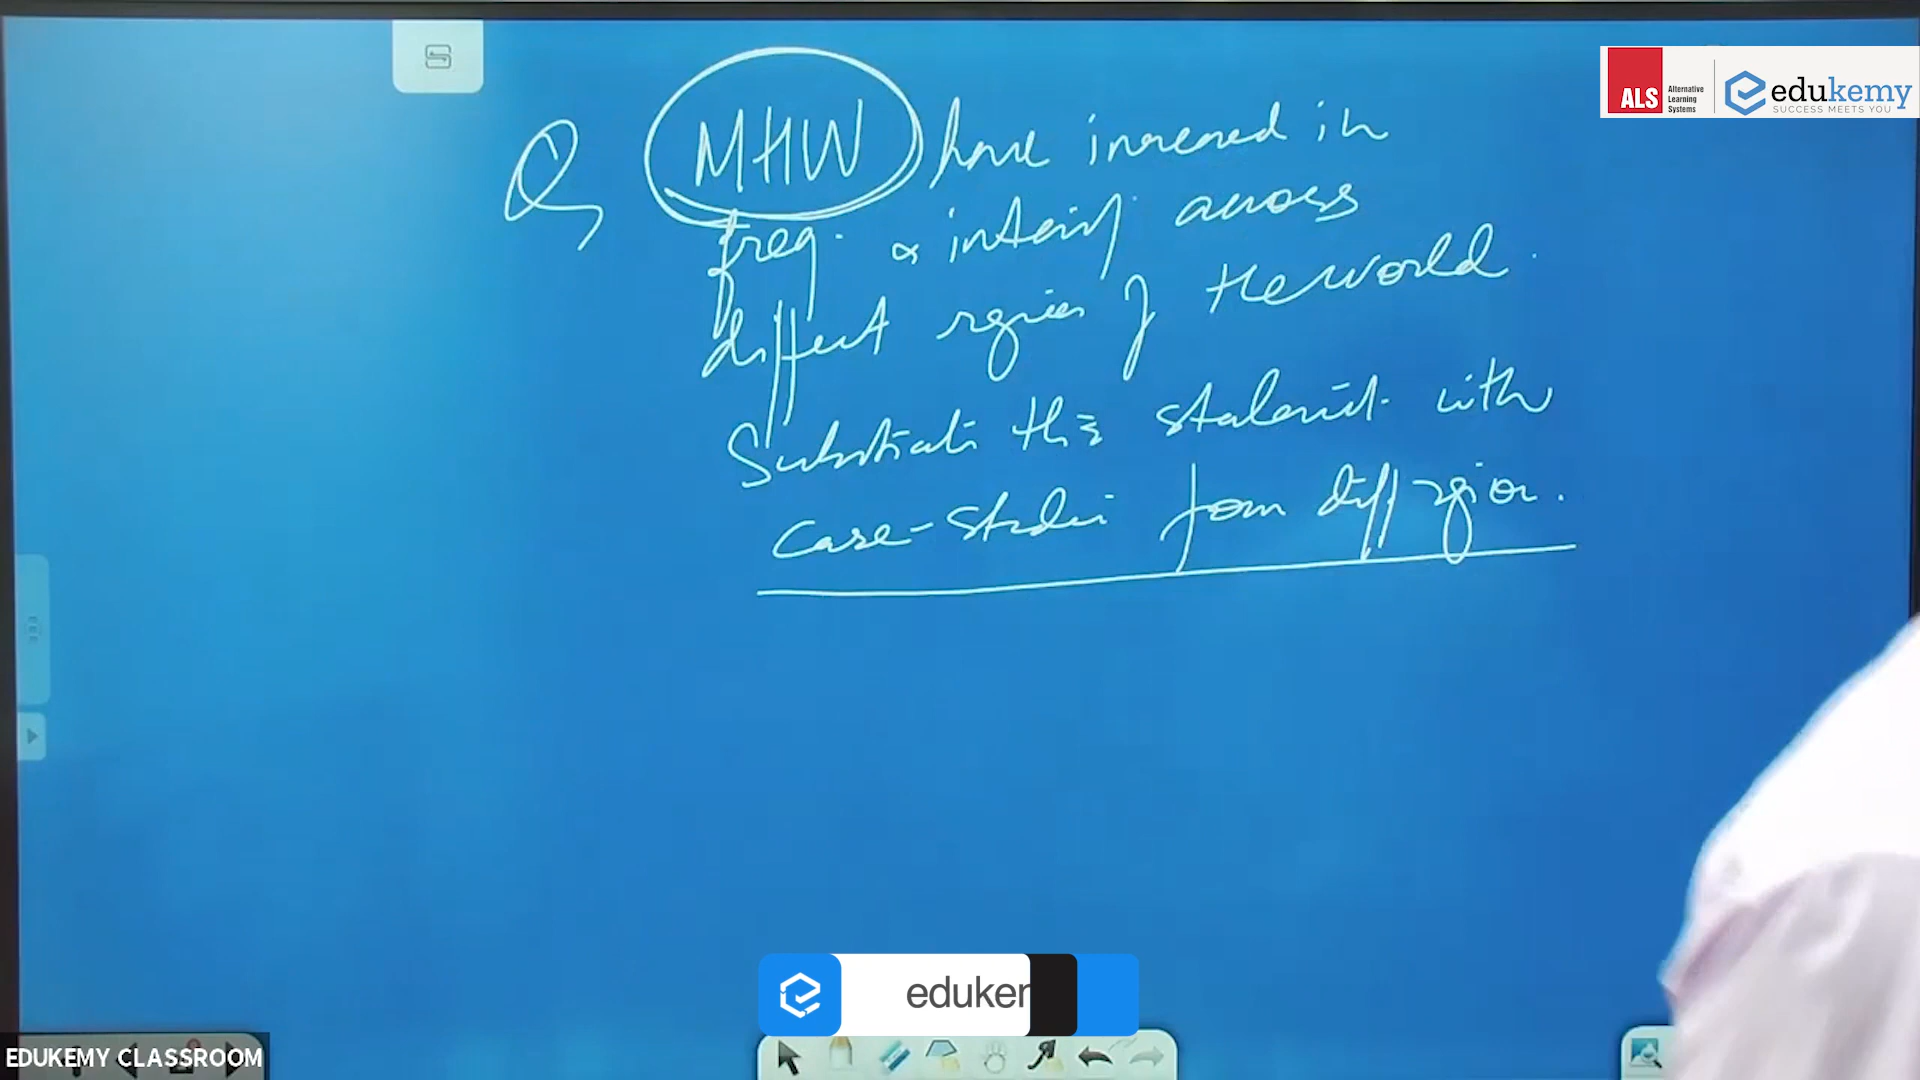 Q MHW have increased in
freq. & intensity across
different regions of the world.
Substantiate this statement with
case-studies from diff region.
ALS Alternative Learning Systems
edukemy
SUCCESS MEETS YOU
eduker
EDUKEMY CLASSROOM